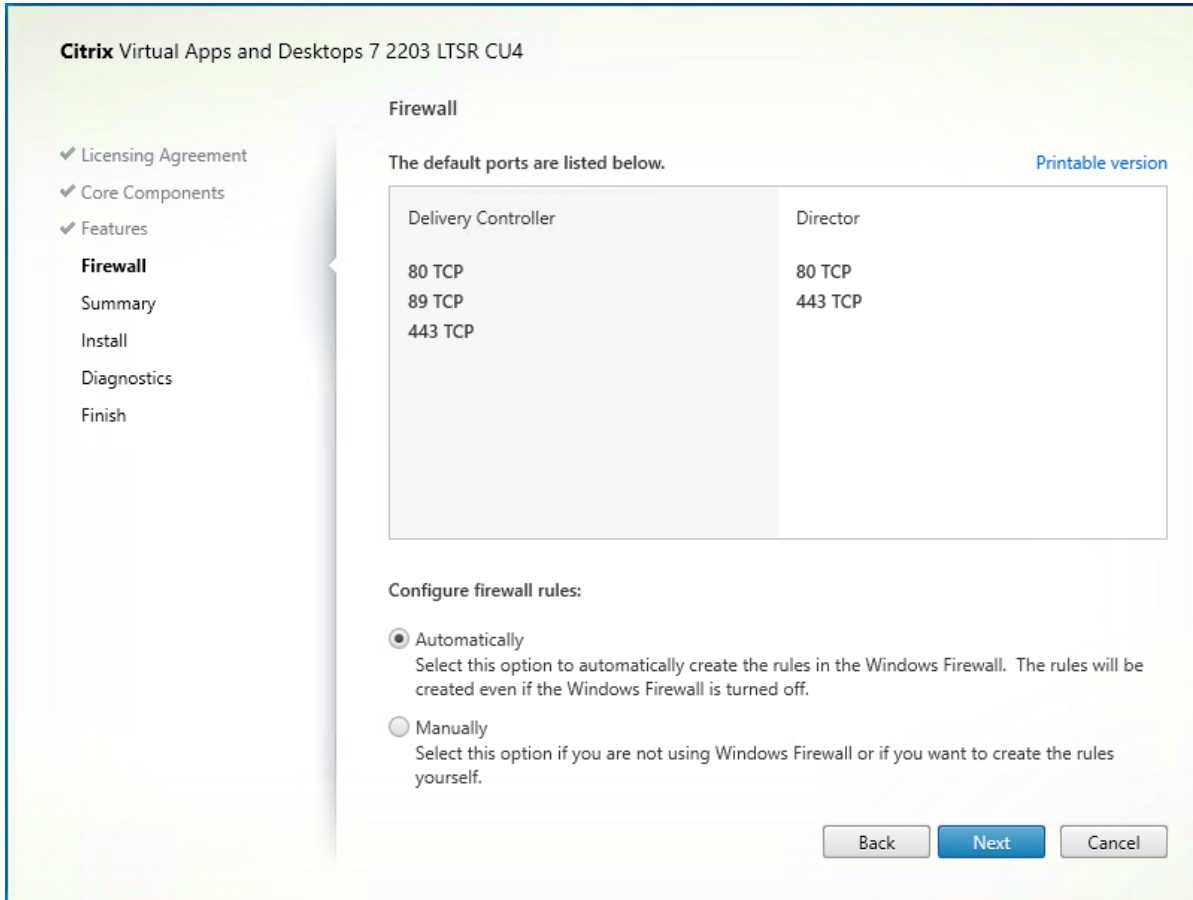 Citrix Virtual Apps and Desktops 7 2203 LTSR CU4
Licensing Agreement
Core Components
Features
Firewall
Summary
Install
Diagnostics
Finish
Firewall
The default ports are listed below.
Printable version
Delivery Controller
80 TCP
89 TCP
443 TCP
Director
80 TCP
443 TCP
Configure firewall rules:
Automatically
Select this option to automatically create the rules in the Windows Firewall. The rules will be
created even if the Windows Firewall is turned off.
Manually
Select this option if you are not using Windows Firewall or if you want to create the rules
yourself.
Back
Next
Cancel